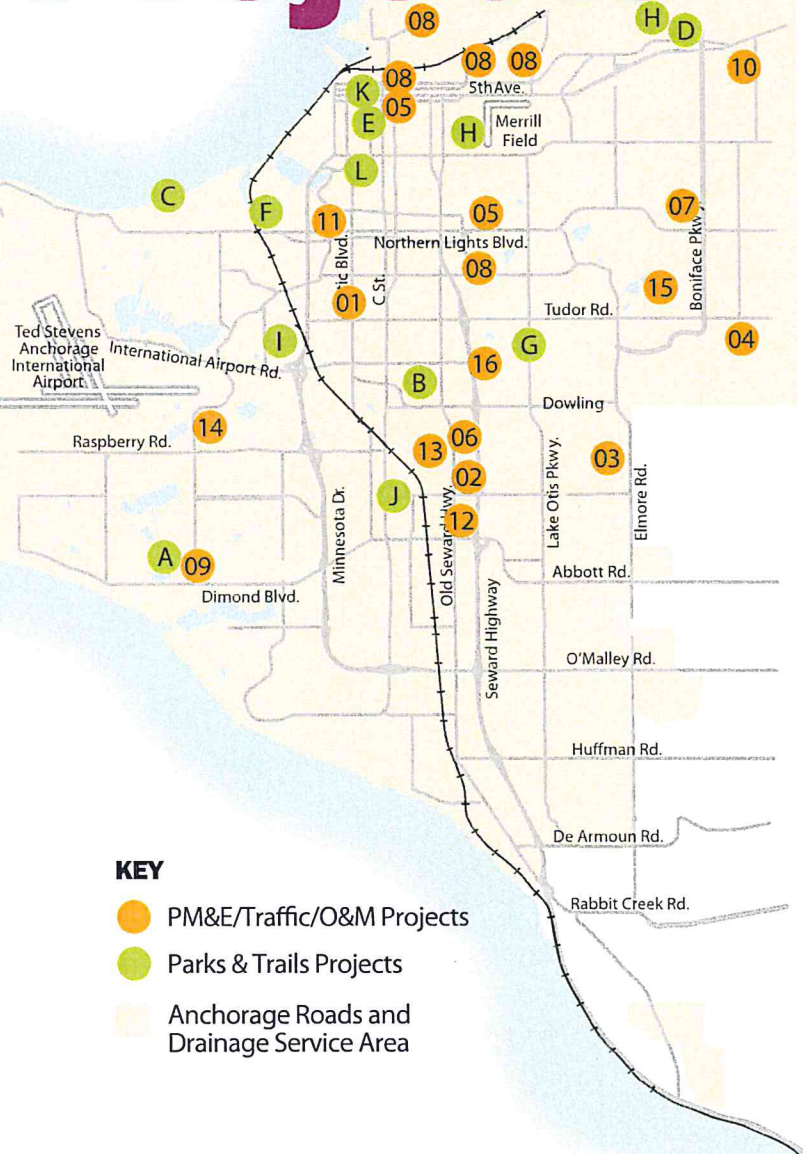 08
H
D
08
08
10
08
K
5th Ave.
05
E
H
Merrill
Field
L
C
F
11
05
07
Northern Lights Blvd.
08
ic Blvd.
C St.
01
15
Boniface Pkwy.
Tudor Rd.
04
Ted Stevens
Anchorage
International
Airport
International Airport Rd.
I
G
16
B
Dowling
14
Raspberry Rd.
13
06
03
02
J
12
Minnesota Dr.
Old Seward Hwy.
Lake Otis Pkwy.
Elmore Rd.
A
09
Dimond Blvd.
Abbott Rd.
Seward Highway
O'Malley Rd.
Huffman Rd.
De Armoun Rd.
Rabbit Creek Rd.
KEY
PM&E/Traffic/O&M Projects
Parks & Trails Projects
Anchorage Roads and
Drainage Service Area